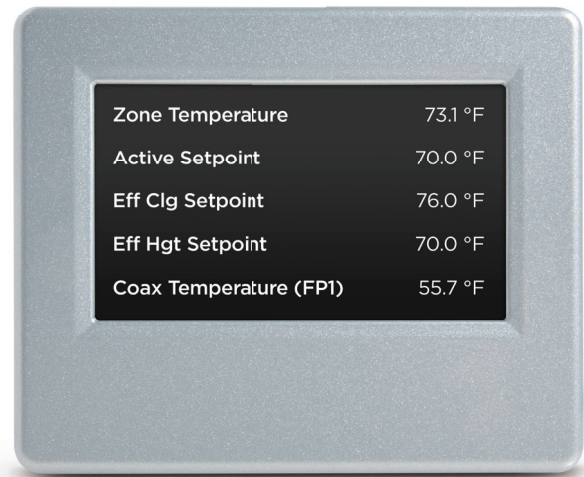 Zone Temperature 73.1 °F
Active Setpoint 70.0 °F
Eff Clg Setpoint 76.0 °F
Eff Hgt Setpoint 70.0 °F
Coax Temperature (FP1) 55.7 °F